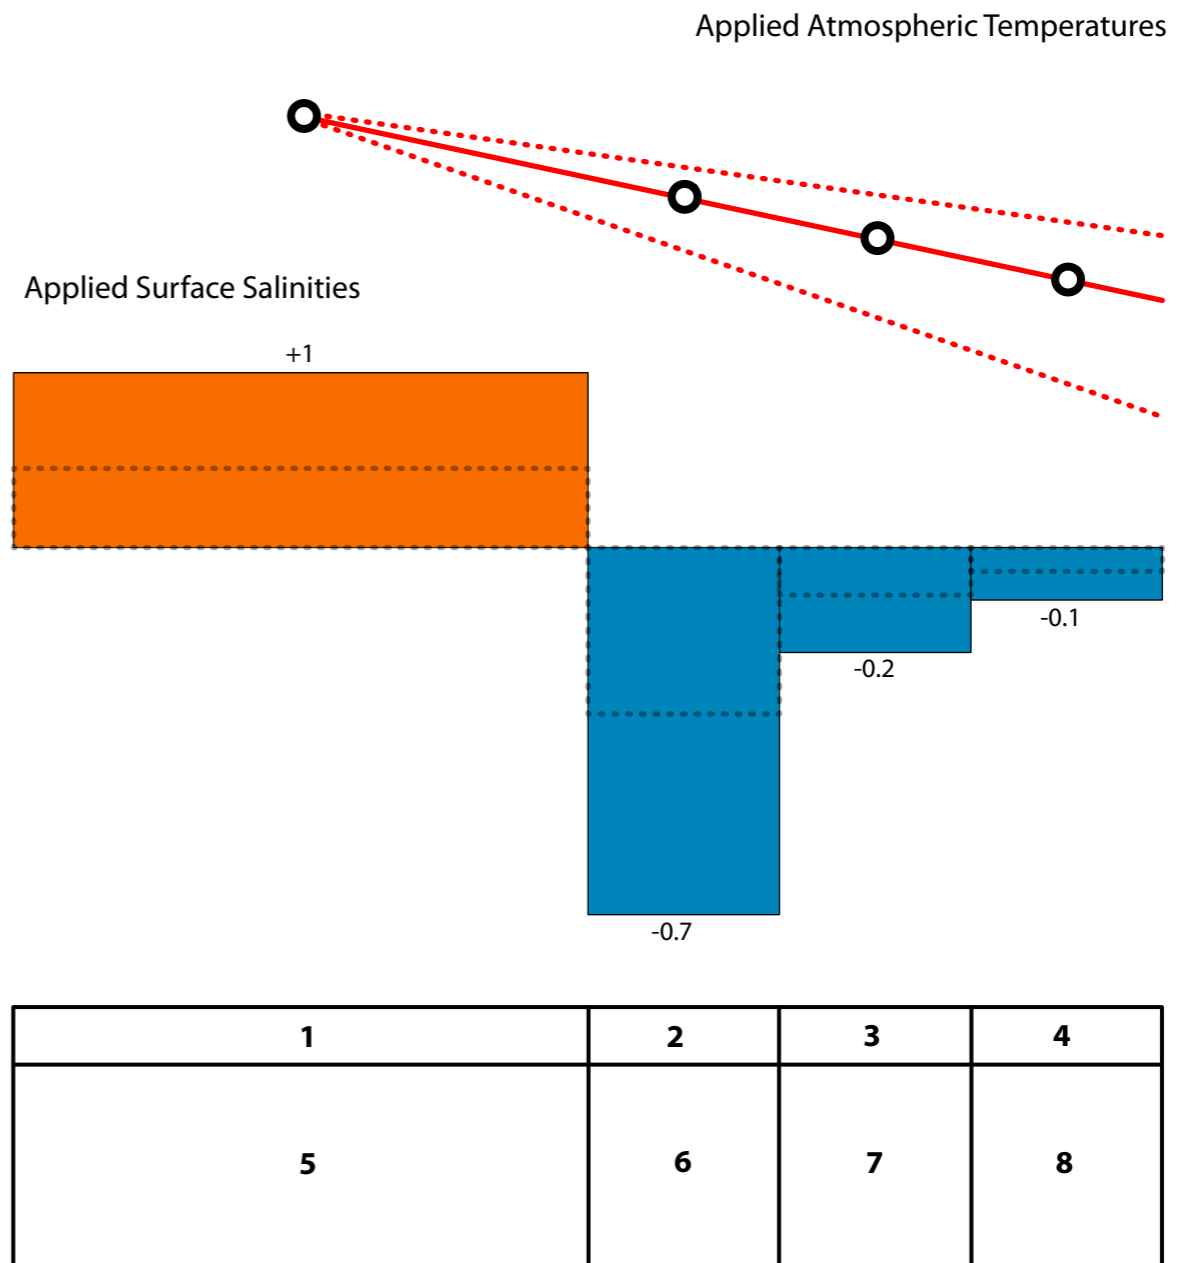 Applied Atmospheric Temperatures
Applied Surface Salinities
+1
-0.1
-0.2
-0.7
1 2 3 4
5 6 7 8